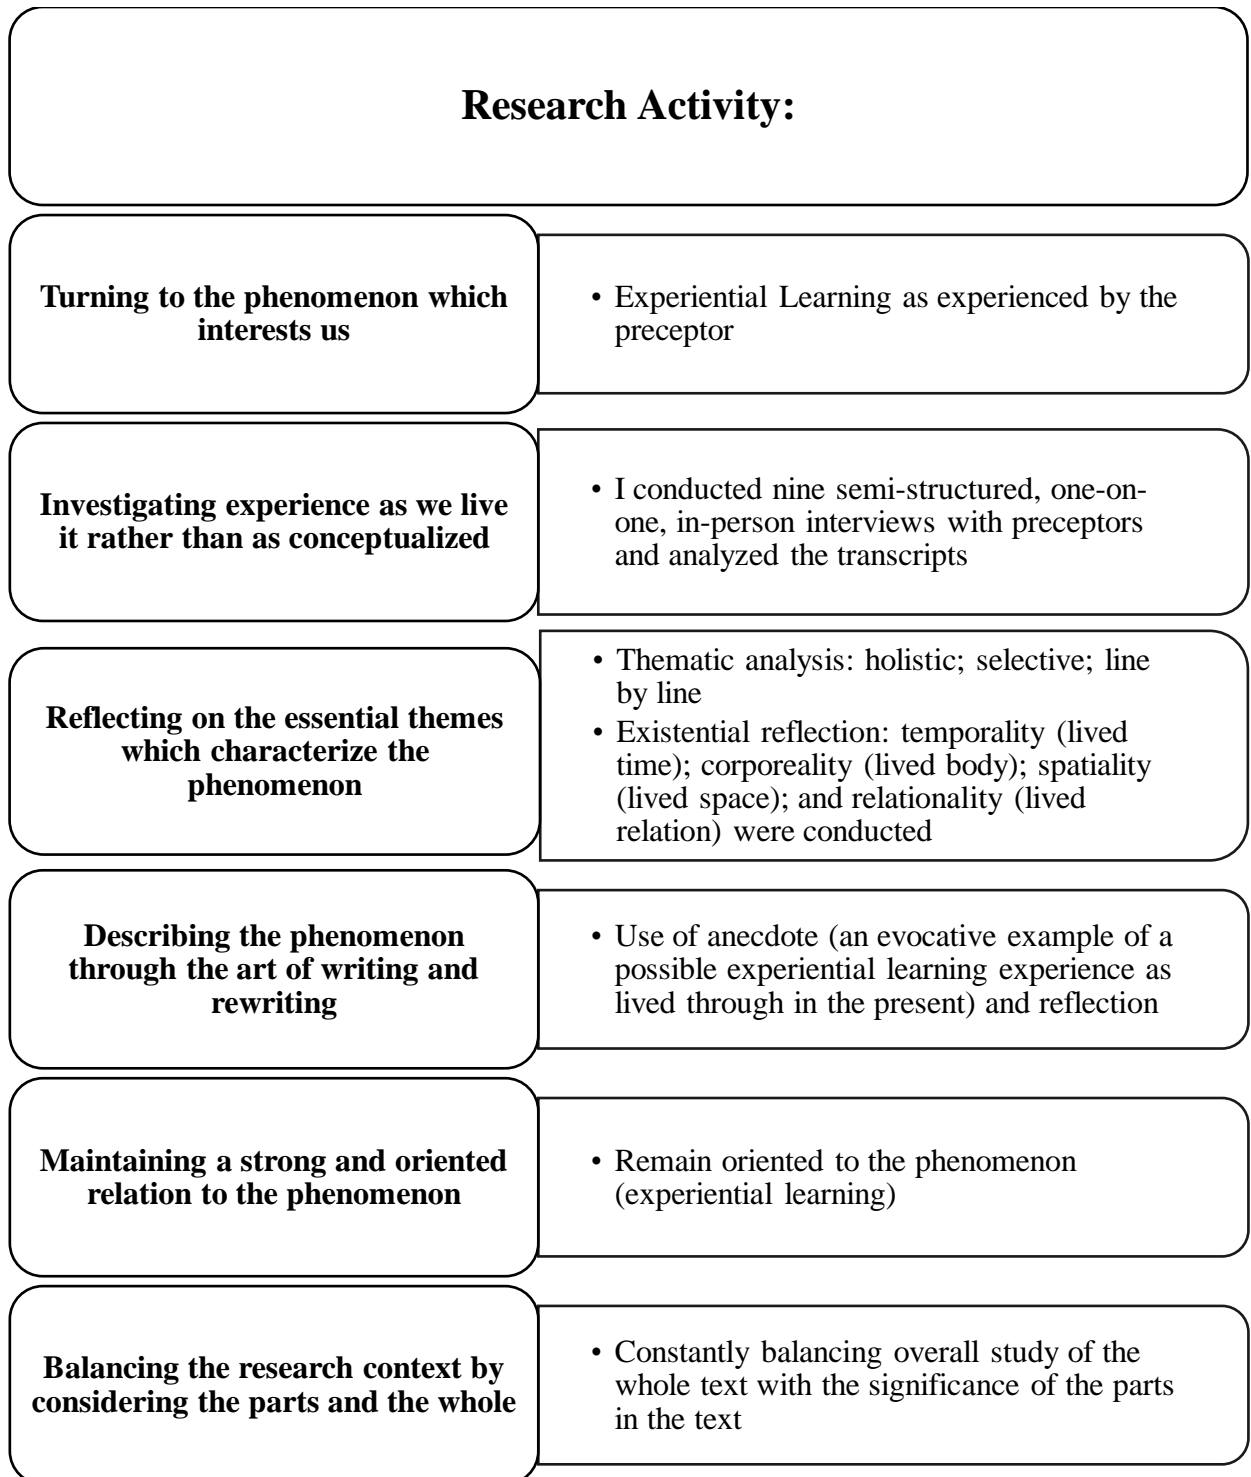 Research Activity:
Turning to the phenomenon which
interests us
• Experiential Learning as experienced by the
preceptor
Investigating experience as we live
it rather than as conceptualized
• I conducted nine semi-structured, one-on-
one, in-person interviews with preceptors
and analyzed the transcripts
Reflecting on the essential themes
which characterize the
phenomenon
• Thematic analysis: holistic; selective; line
by line
• Existential reflection: temporality (lived
time); corporeality (lived body); spatiality
(lived space); and relationality (lived
relation) were conducted
Describing the phenomenon
through the art of writing and
rewriting
• Use of anecdote (an evocative example of a
possible experiential learning experience as
lived through in the present) and reflection
Maintaining a strong and oriented
relation to the phenomenon
• Remain oriented to the phenomenon
(experiential learning)
Balancing the research context by
considering the parts and the whole
• Constantly balancing overall study of the
whole text with the significance of the parts
in the text